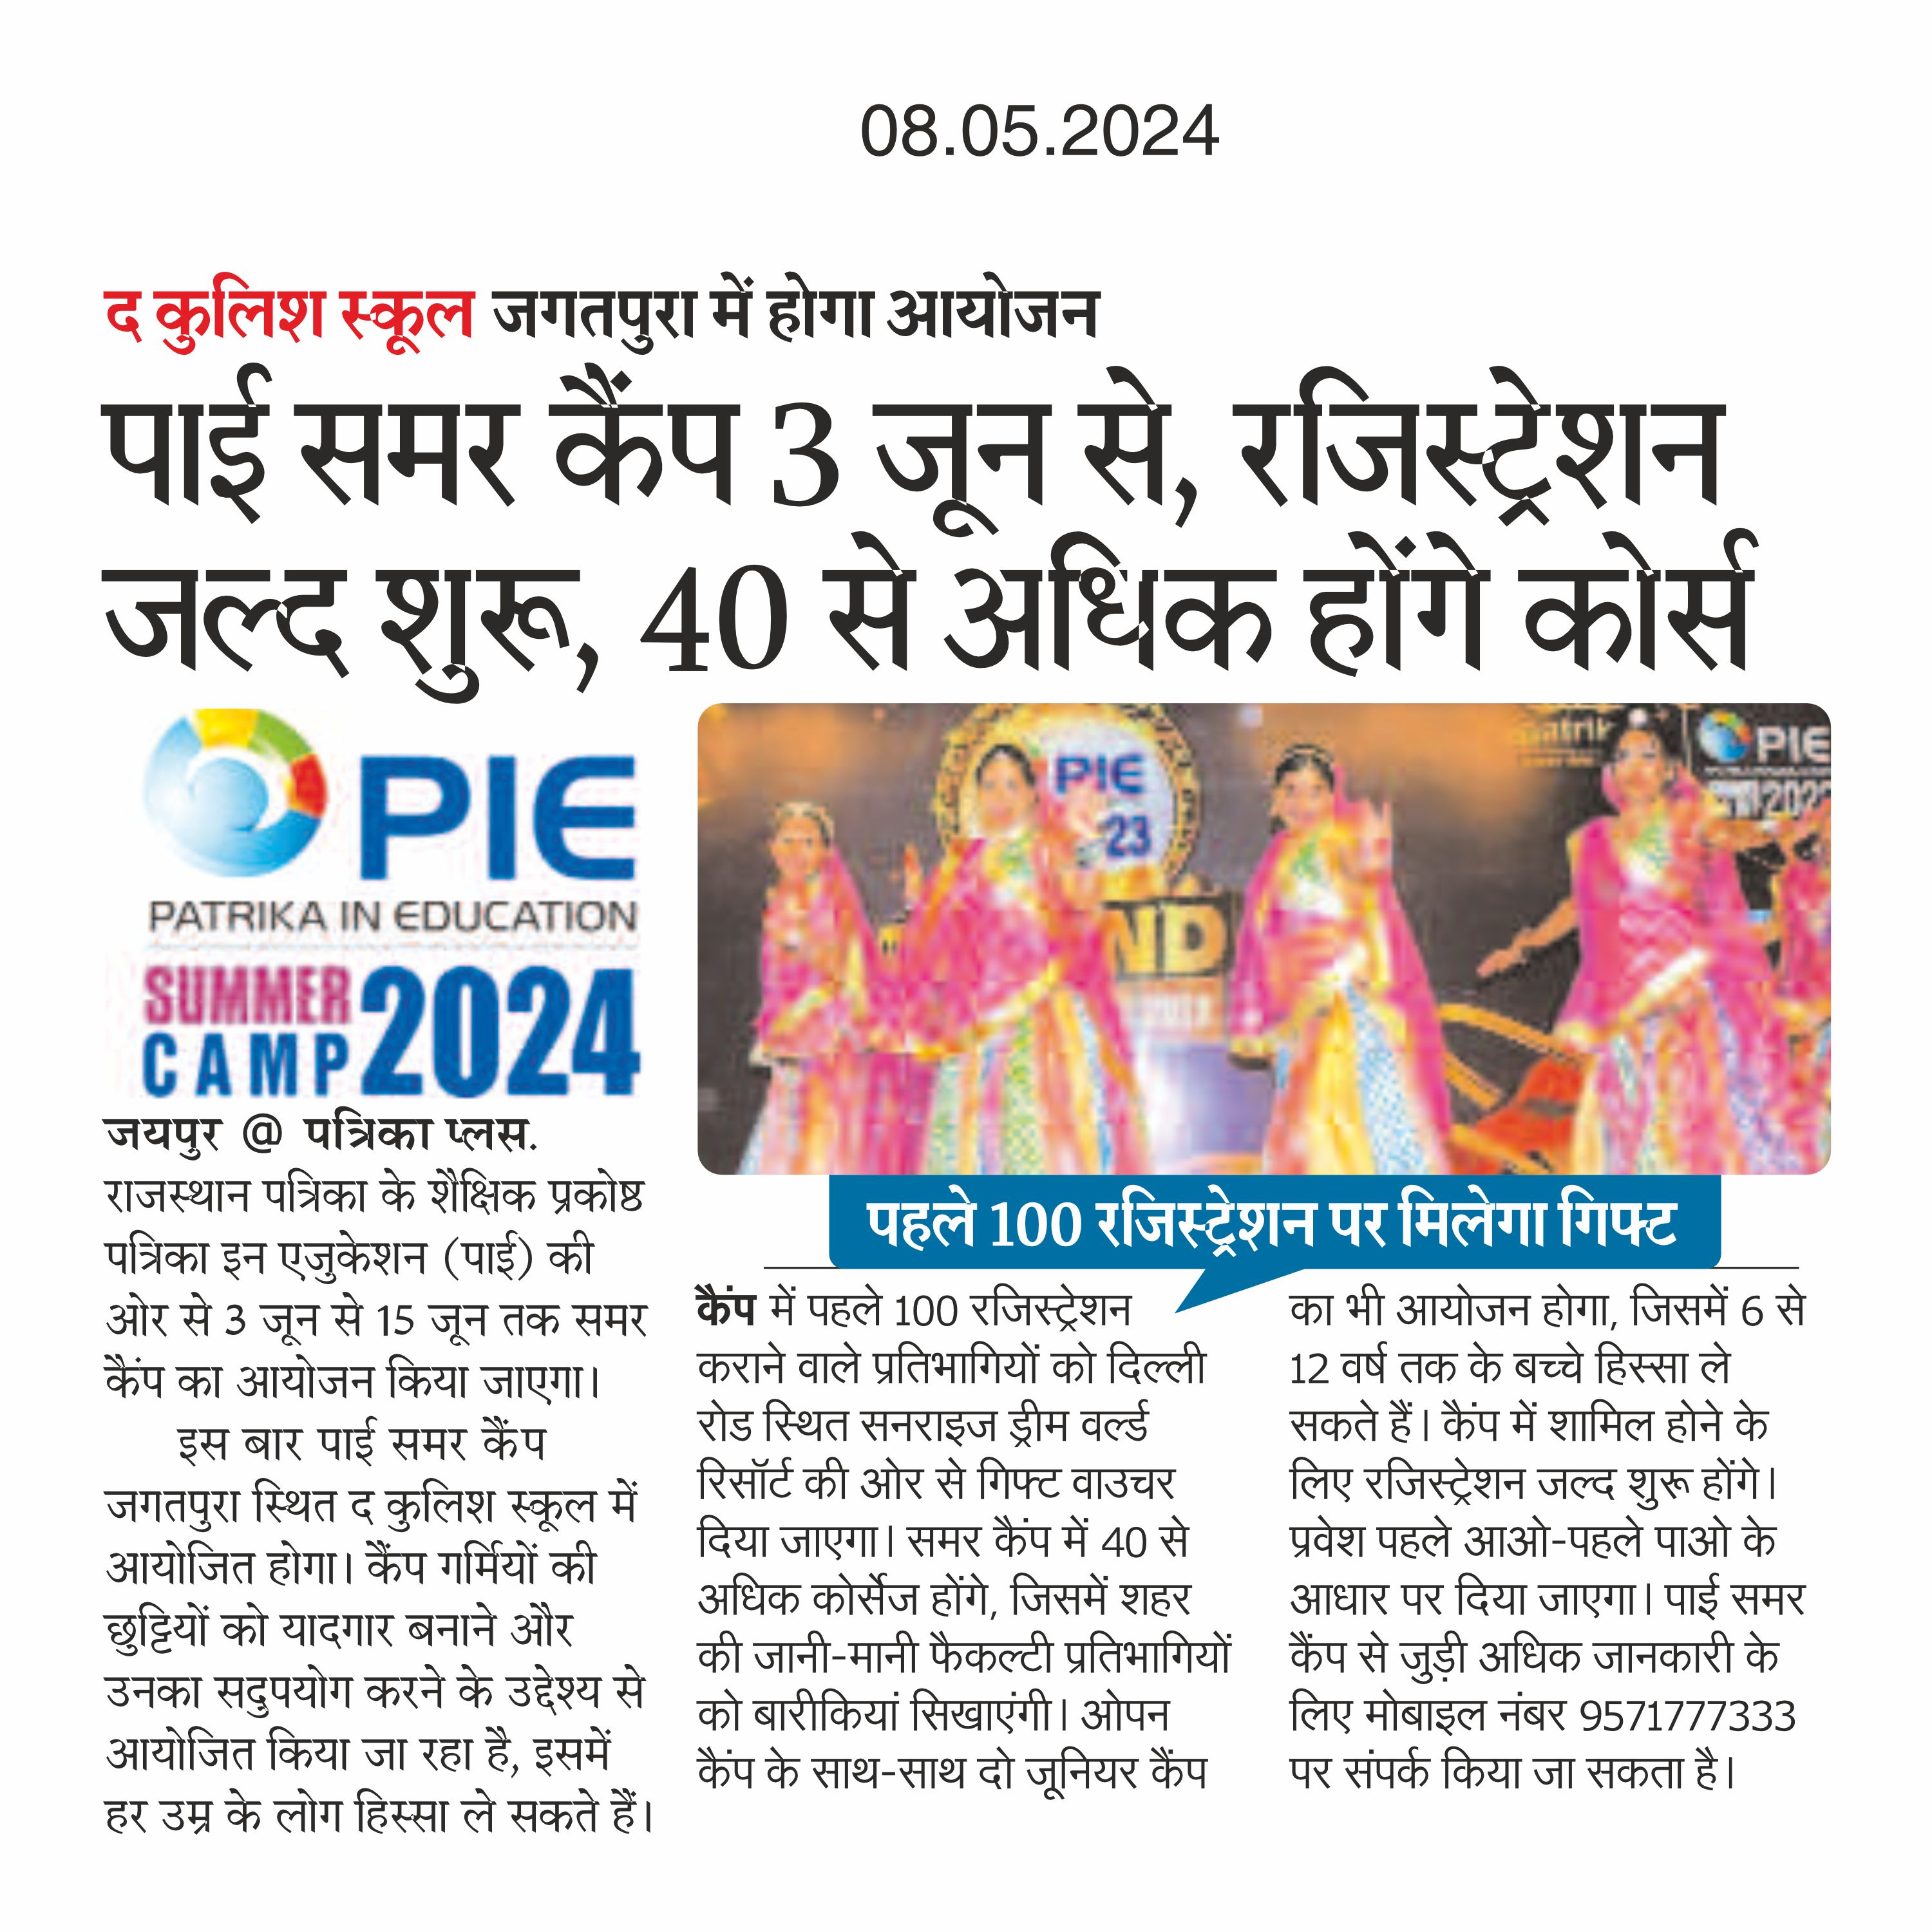 08.05.2024
द कुलिश स्कूल जगतपुरा में होगा आयोजन
पाई समर कैंप 3 जून से, रजिस्ट्रेशन
जल्द शुरू, 40 से अधिक होंगे कोर्स
PIE
PATRIKA IN EDUCATION
SUMMER
CAMP 2024
PIE
23
ND
PIE
जयपुर @ पत्रिका प्लस.
राजस्थान पत्रिका के शैक्षिक प्रकोष्ठ
पत्रिका इन एजुकेशन (पाई) की
ओर से 3 जून से 15 जून तक समर
कैंप का आयोजन किया जाएगा।
इस बार पाई समर कैंप
जगतपुरा स्थित द कुलिश स्कूल में
आयोजित होगा। कैंप गर्मियों की
छुट्टियों को यादगार बनाने और
उनका सदुपयोग करने के उद्देश्य से
आयोजित किया जा रहा है, इसमें
हर उम्र के लोग हिस्सा ले सकते हैं।
पहले 100 रजिस्ट्रेशन पर मिलेगा गिफ्ट
कैंप में पहले 100 रजिस्ट्रेशन
कराने वाले प्रतिभागियों को दिल्ली
रोड स्थित सनराइज ड्रीम वर्ल्ड
रिसॉर्ट की ओर से गिफ्ट वाउचर
दिया जाएगा। समर कैंप में 40 से
अधिक कोर्सेज होंगे, जिसमें शहर
की जानी-मानी फैकल्टी प्रतिभागियों
को बारीकियां सिखाएंगी। ओपन
कैंप के साथ-साथ दो जूनियर कैंप
का भी आयोजन होगा, जिसमें 6 से
12 वर्ष तक के बच्चे हिस्सा ले
सकते हैं। कैंप में शामिल होने के
लिए रजिस्ट्रेशन जल्द शुरू होंगे।
प्रवेश पहले आओ-पहले पाओ के
आधार पर दिया जाएगा। पाई समर
कैंप से जुड़ी अधिक जानकारी के
लिए मोबाइल नंबर 9571777333
पर संपर्क किया जा सकता है।